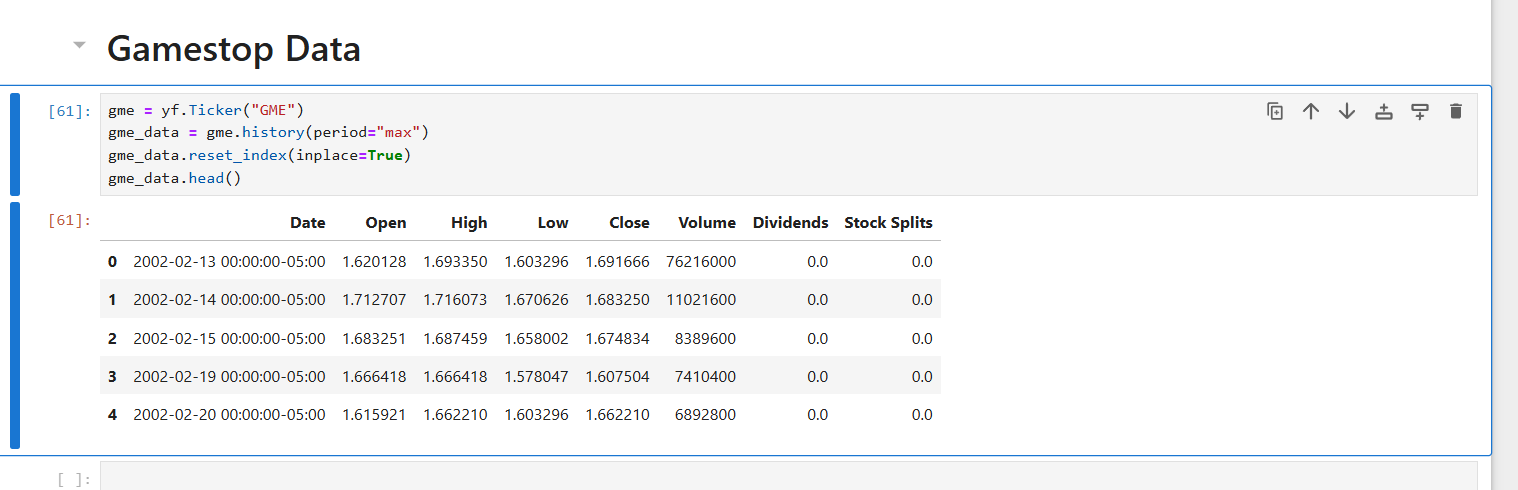 Gamestop Data
[61]:
gme = yf.Ticker("GME")
gme_data = gme.history(period="max")
gme_data.reset_index(inplace=True)
gme_data.head()
[61]:
Date Open High Low Close Volume Dividends Stock Splits
0 2002-02-13 00:00:00-05:00 1.620128 1.693350 1.603296 1.691666 76216000 0.0 0.0
1 2002-02-14 00:00:00-05:00 1.712707 1.716073 1.670626 1.683250 11021600 0.0 0.0
2 2002-02-15 00:00:00-05:00 1.683251 1.687459 1.658002 1.674834 8389600 0.0 0.0
3 2002-02-19 00:00:00-05:00 1.666418 1.666418 1.578047 1.607504 7410400 0.0 0.0
4 2002-02-20 00:00:00-05:00 1.615921 1.662210 1.603296 1.662210 6892800 0.0 0.0
[ ]: